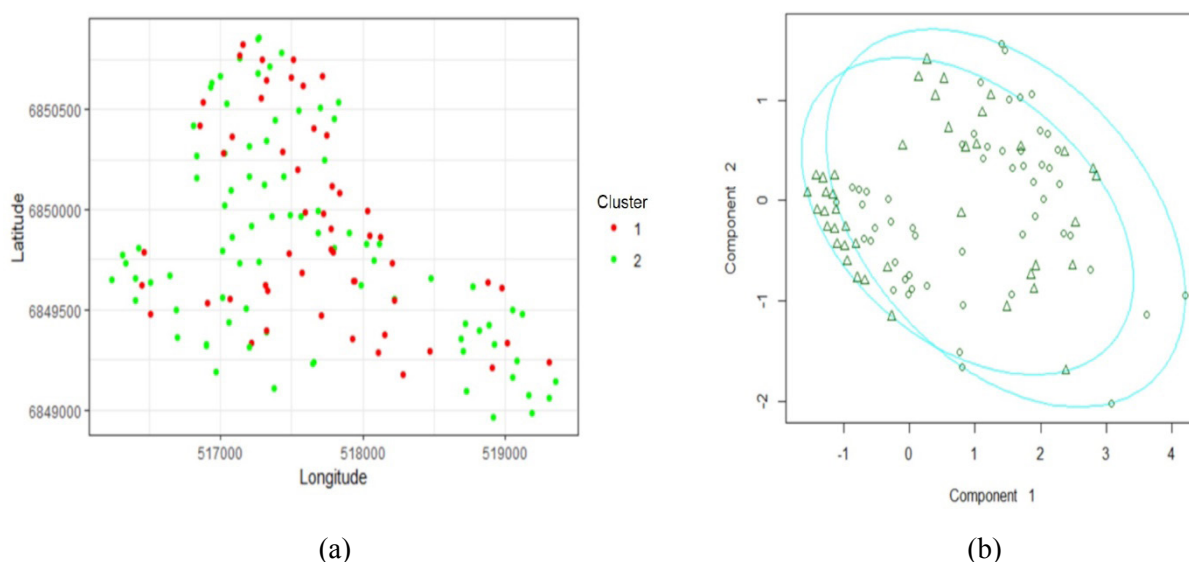 6850500
6850000
6849500
6849000
Latitude
517000 518000 519000
Longitude
Cluster
1
2
(a)
1
0
-1
-2
Component 2
-1 0 1 2 3 4
Component 1
(b)